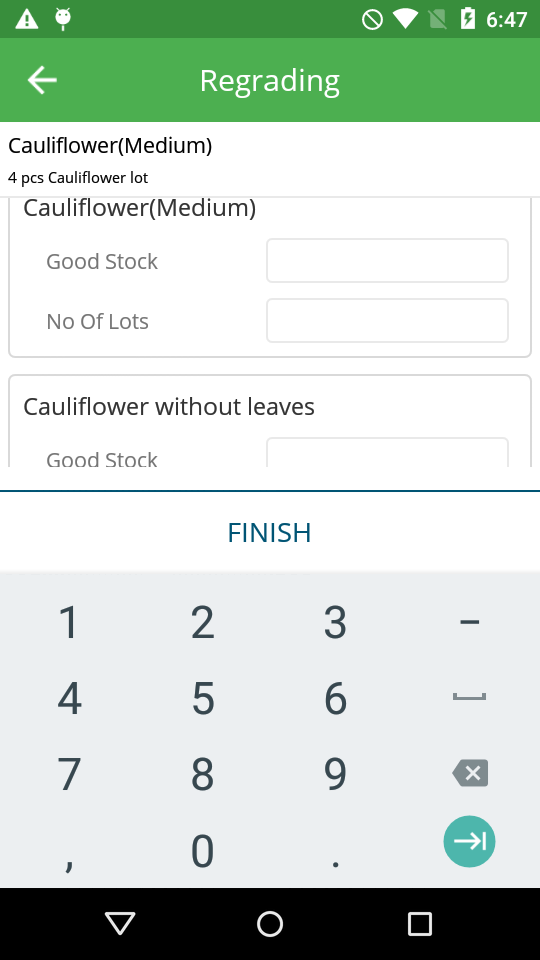 6:47
Regrading
Cauliflower(Medium)
4 pcs Cauliflower lot
Cauliflower(Medium)
Good Stock
No Of Lots
Cauliflower without leaves
Good Stock
FINISH
1 2 3 –
4 5 6
7 8 9
, 0 .